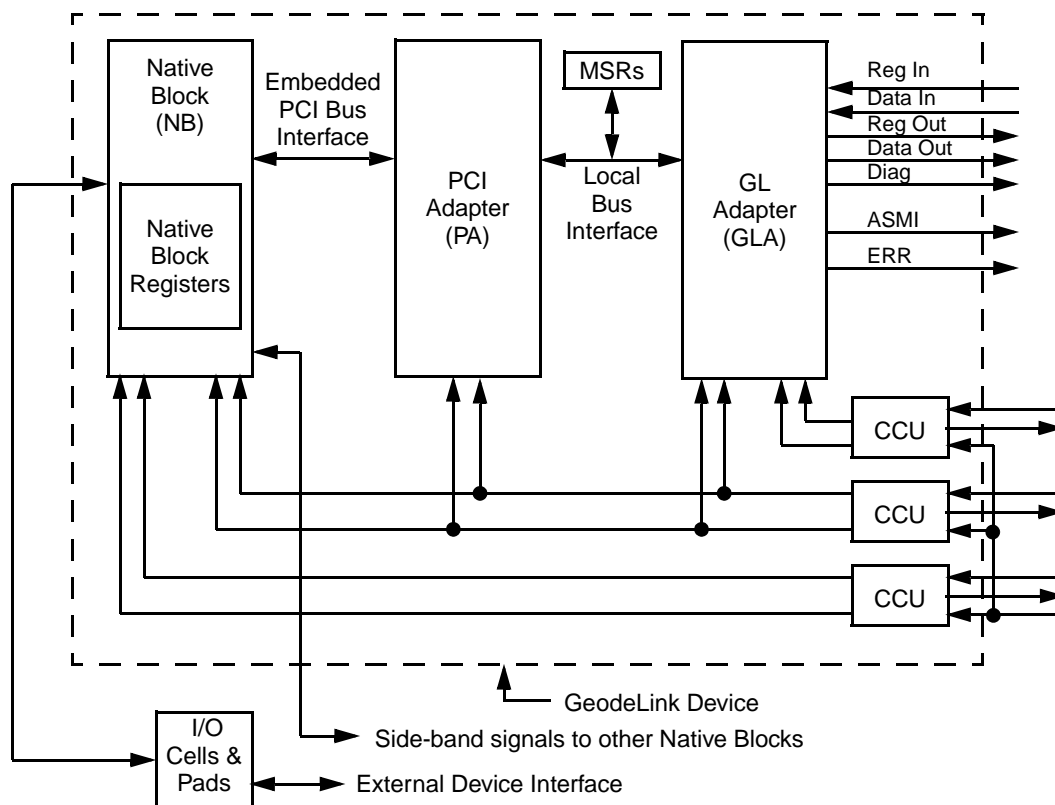 Native
Block
(NB)
Native
Block
Registers
Embedded
PCI Bus
Interface
PCI
Adapter
(PA)
MSRs
Local
Bus
Interface
GL
Adapter
(GLA)
Reg In
Data In
Reg Out
Data Out
Diag
ASMI
ERR
CCU
CCU
CCU
GeodeLink Device
Side-band signals to other Native Blocks
I/O
Cells &
Pads
External Device Interface